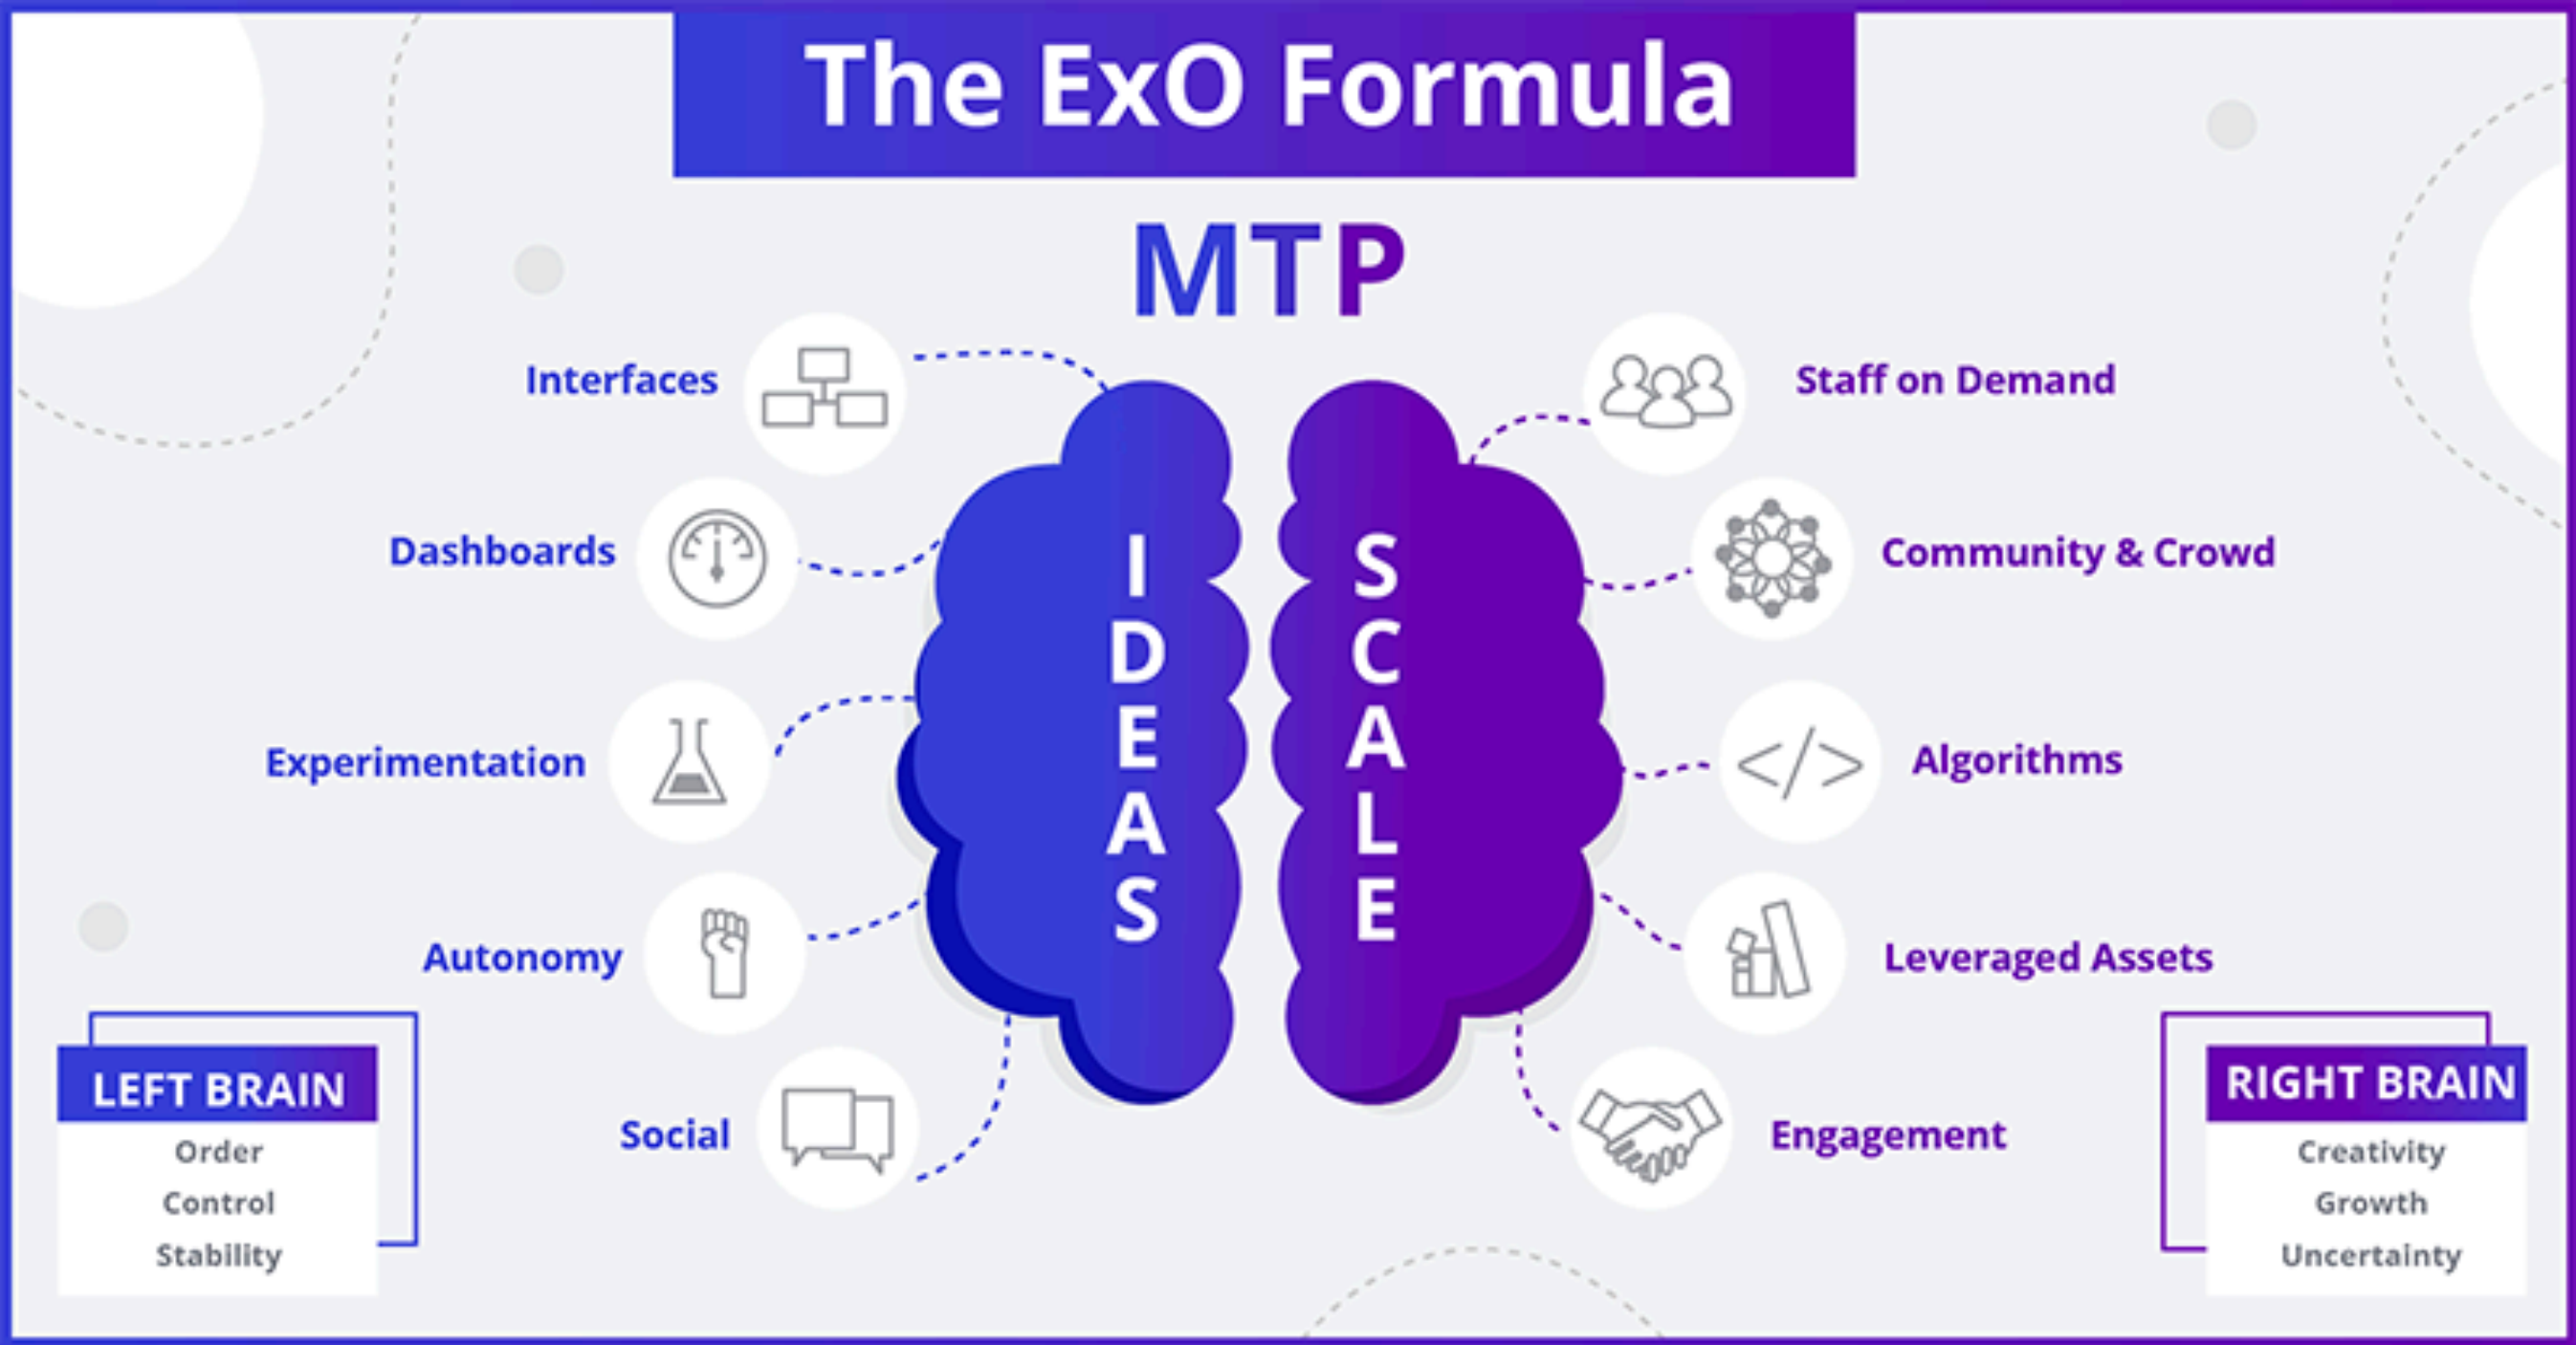 The ExO Formula
MTP
Interfaces
Dashboards
Experimentation
Autonomy
Social
IDEAS
SCALE
Staff on Demand
Community & Crowd
Algorithms
Leveraged Assets
Engagement
LEFT BRAIN
Order
Control
Stability
RIGHT BRAIN
Creativity
Growth
Uncertainty